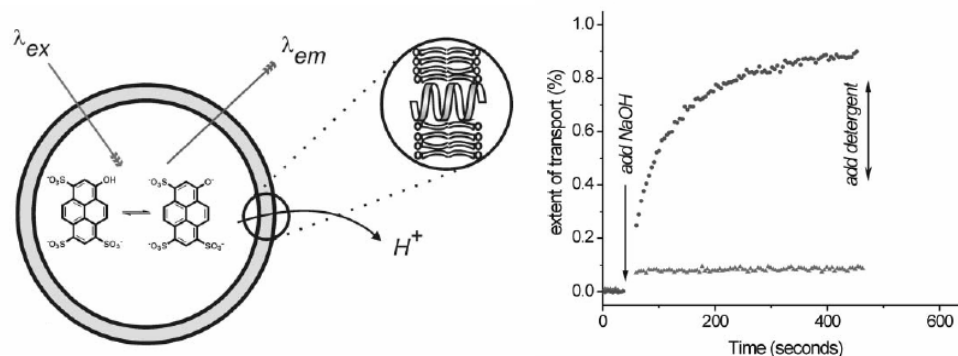 λex
λem
⁻O₃S
OH
⁻O₃S
SO₃⁻
⁻O₃S
O⁻
⁻O₃S
SO₃⁻
H⁺
extent of transport (%)
1.0
0.8
0.6
0.4
0.2
0.0
add NaOH
add detergent
0
200
400
600
Time (seconds)